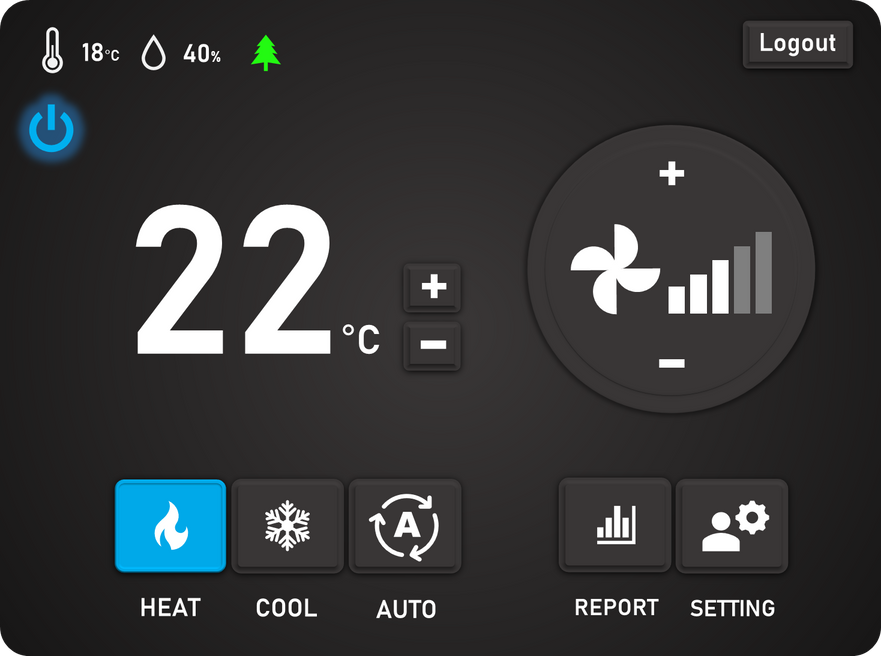 18°C 40%
Logout
22 °C
A
HEAT COOL AUTO REPORT SETTING